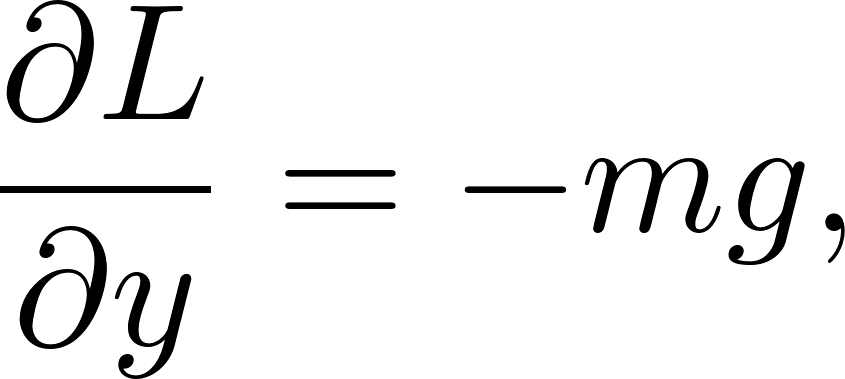 ∂L/∂y = −mg,